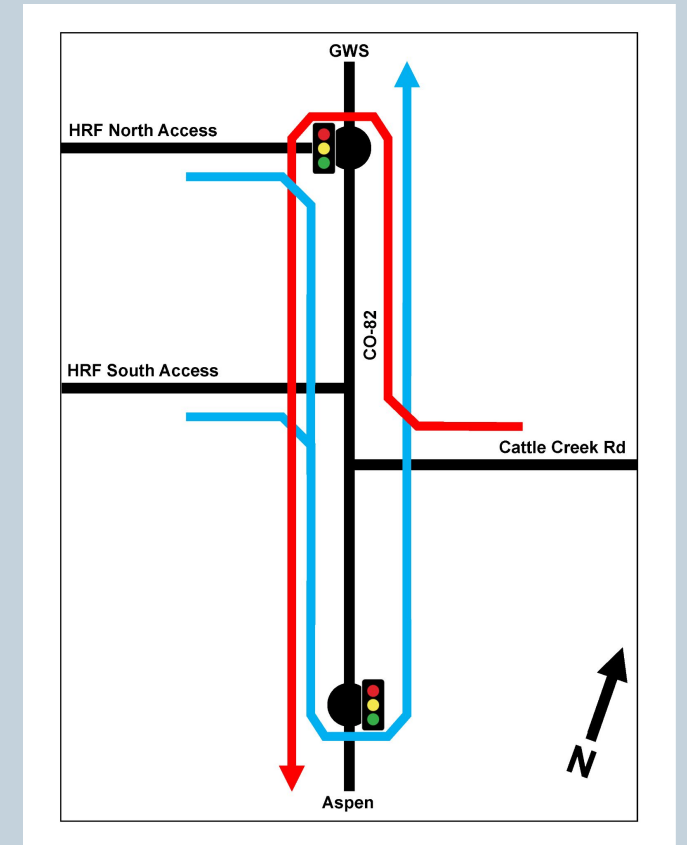 GWS
HRF North Access
CO-82
HRF South Access
Cattle Creek Rd
N
Aspen